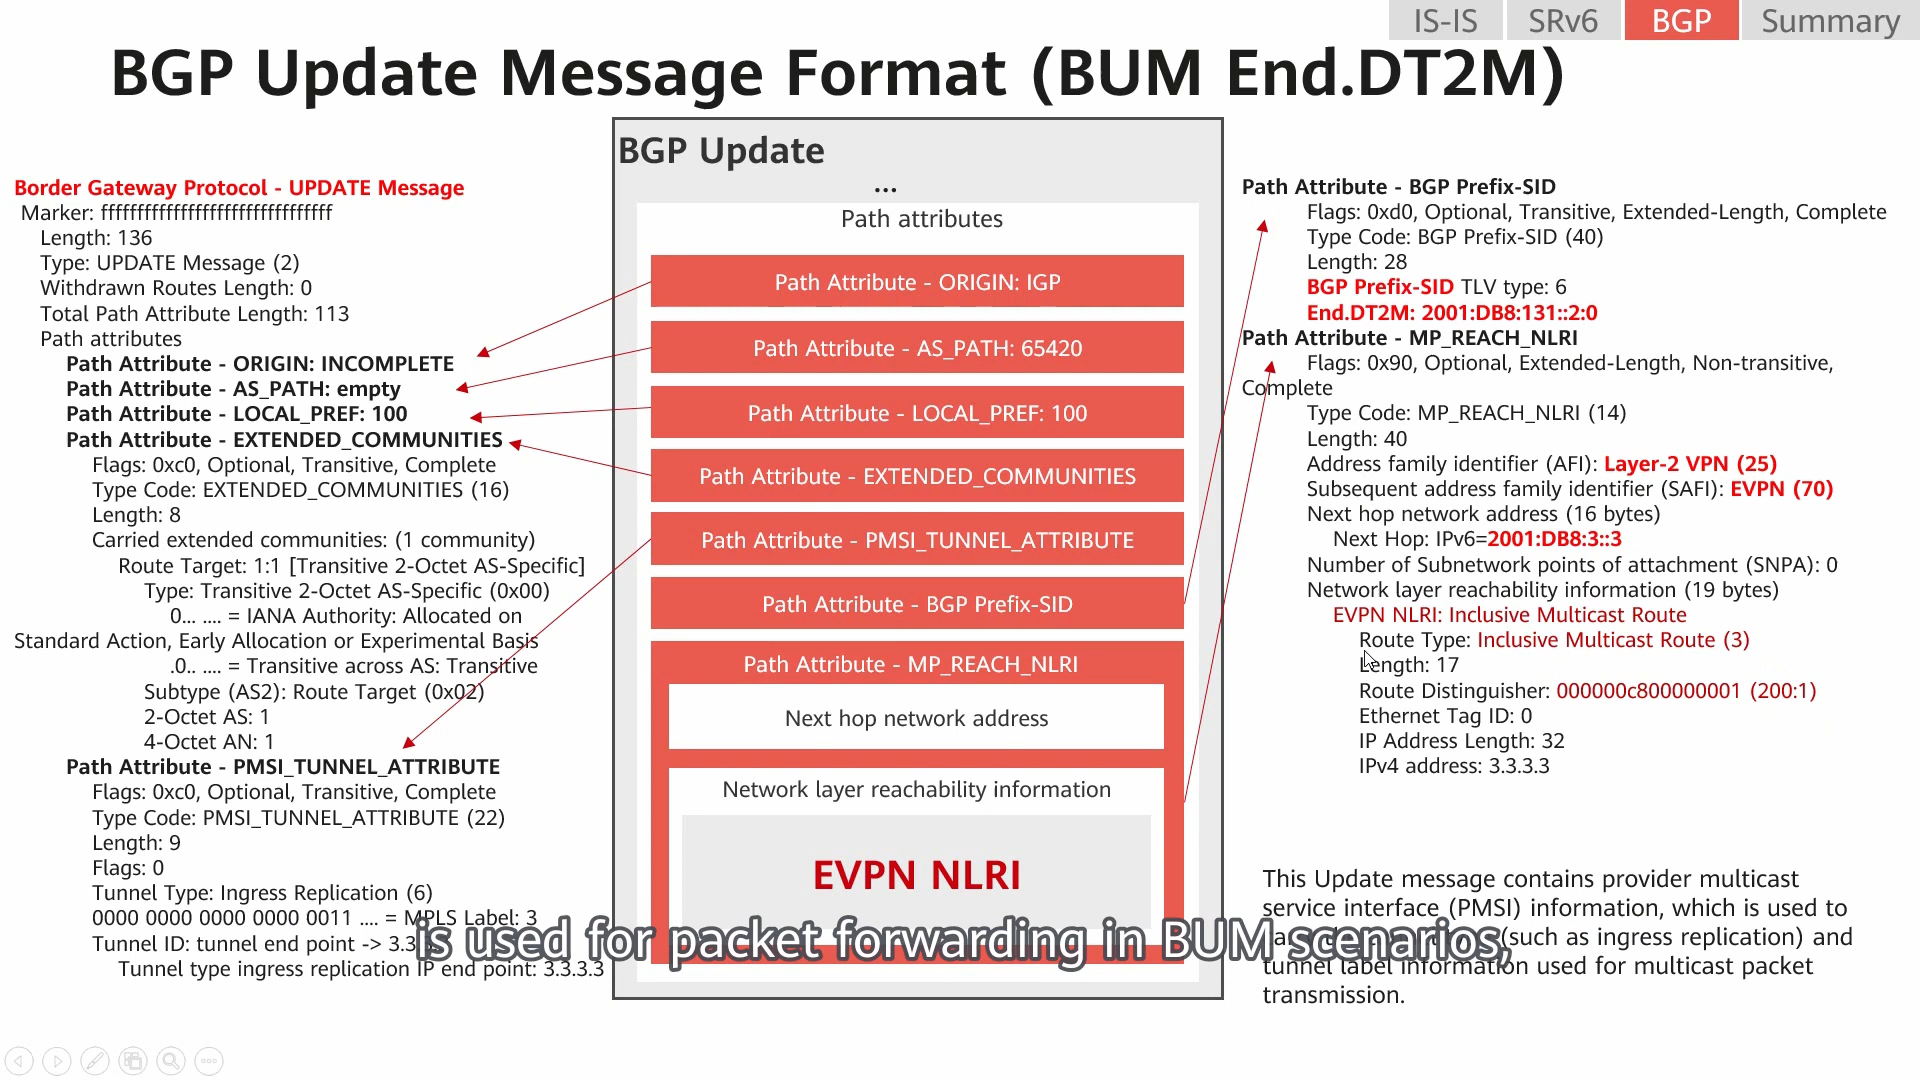 IS-IS SRv6 BGP Summary
BGP Update Message Format (BUM End.DT2M)
Border Gateway Protocol - UPDATE Message
Marker: ffffffffffffffffffffffffffffffff
Length: 136
Type: UPDATE Message (2)
Withdrawn Routes Length: 0
Total Path Attribute Length: 113
Path attributes
Path Attribute - ORIGIN: INCOMPLETE
Path Attribute - AS_PATH: empty
Path Attribute - LOCAL_PREF: 100
Path Attribute - EXTENDED_COMMUNITIES
Flags: 0xc0, Optional, Transitive, Complete
Type Code: EXTENDED_COMMUNITIES (16)
Length: 8
Carried extended communities: (1 community)
Route Target: 1:1 [Transitive 2-Octet AS-Specific]
Type: Transitive 2-Octet AS-Specific (0x00)
0... .... = IANA Authority: Allocated on
Standard Action, Early Allocation or Experimental Basis
.0.. .... = Transitive across AS: Transitive
Subtype (AS2): Route Target (0x02)
2-Octet AS: 1
4-Octet AN: 1
Path Attribute - PMSI_TUNNEL_ATTRIBUTE
Flags: 0xc0, Optional, Transitive, Complete
Type Code: PMSI_TUNNEL_ATTRIBUTE (22)
Length: 9
Flags: 0
Tunnel Type: Ingress Replication (6)
0000 0000 0000 0000 0011 .... = MPLS Label: 3
Tunnel ID: tunnel end point -> 3.3
Tunnel type ingress replication IP end point: 3.3.3.3
BGP Update
...
Path attributes
Path Attribute - ORIGIN: IGP
Path Attribute - AS_PATH: 65420
Path Attribute - LOCAL_PREF: 100
Path Attribute - EXTENDED_COMMUNITIES
Path Attribute - PMSI_TUNNEL_ATTRIBUTE
Path Attribute - BGP Prefix-SID
Path Attribute - MP_REACH_NLRI
Next hop network address
Network layer reachability information
EVPN NLRI
Path Attribute - BGP Prefix-SID
Flags: 0xd0, Optional, Transitive, Extended-Length, Complete
Type Code: BGP Prefix-SID (40)
Length: 28
BGP Prefix-SID TLV type: 6
End.DT2M: 2001:DB8:131::2:0
Path Attribute - MP_REACH_NLRI
Flags: 0x90, Optional, Extended-Length, Non-transitive,
Complete
Type Code: MP_REACH_NLRI (14)
Length: 40
Address family identifier (AFI): Layer-2 VPN (25)
Subsequent address family identifier (SAFI): EVPN (70)
Next hop network address (16 bytes)
Next Hop: IPv6=2001:DB8:3::3
Number of Subnetwork points of attachment (SNPA): 0
Network layer reachability information (19 bytes)
EVPN NLRI: Inclusive Multicast Route
Route Type: Inclusive Multicast Route (3)
Length: 17
Route Distinguisher: 000000c800000001 (200:1)
Ethernet Tag ID: 0
IP Address Length: 32
IPv4 address: 3.3.3.3
This Update message contains provider multicast
service interface (PMSI) information, which is used to
(such as ingress replication) and
tunnel label information used for multicast packet
transmission.
is used for packet forwarding in BUM scenarios,